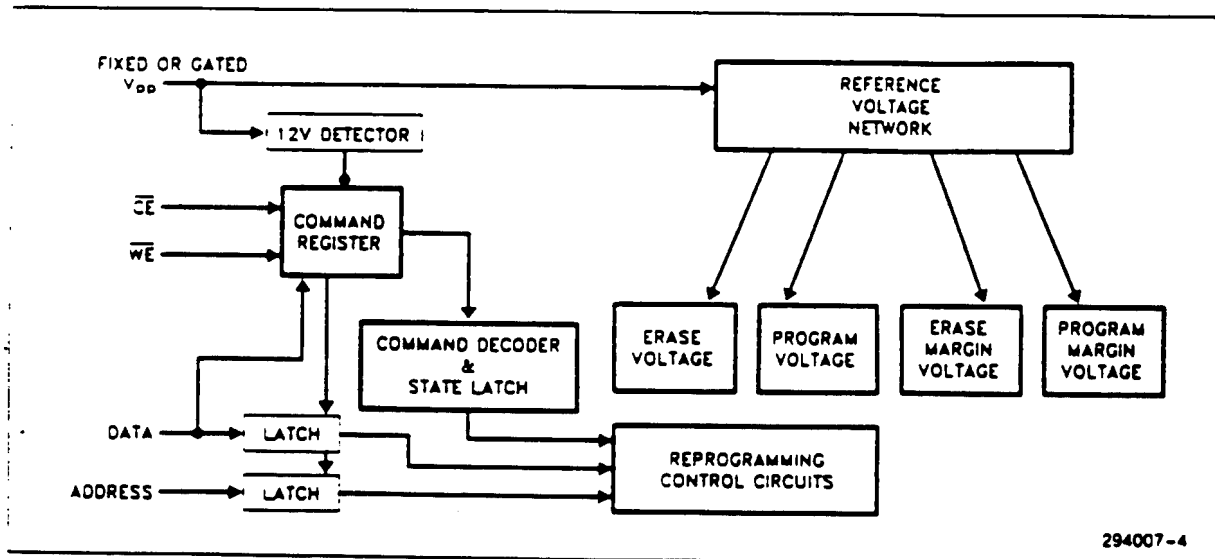 FIXED OR GATED
VPP
REFERENCE
VOLTAGE
NETWORK
12V DETECTOR
CE
WE
COMMAND
REGISTER
COMMAND DECODER
&
STATE LATCH
ERASE
VOLTAGE
PROGRAM
VOLTAGE
ERASE
MARGIN
VOLTAGE
PROGRAM
MARGIN
VOLTAGE
DATA
LATCH
ADDRESS
LATCH
REPROGRAMMING
CONTROL CIRCUITS
294007-4